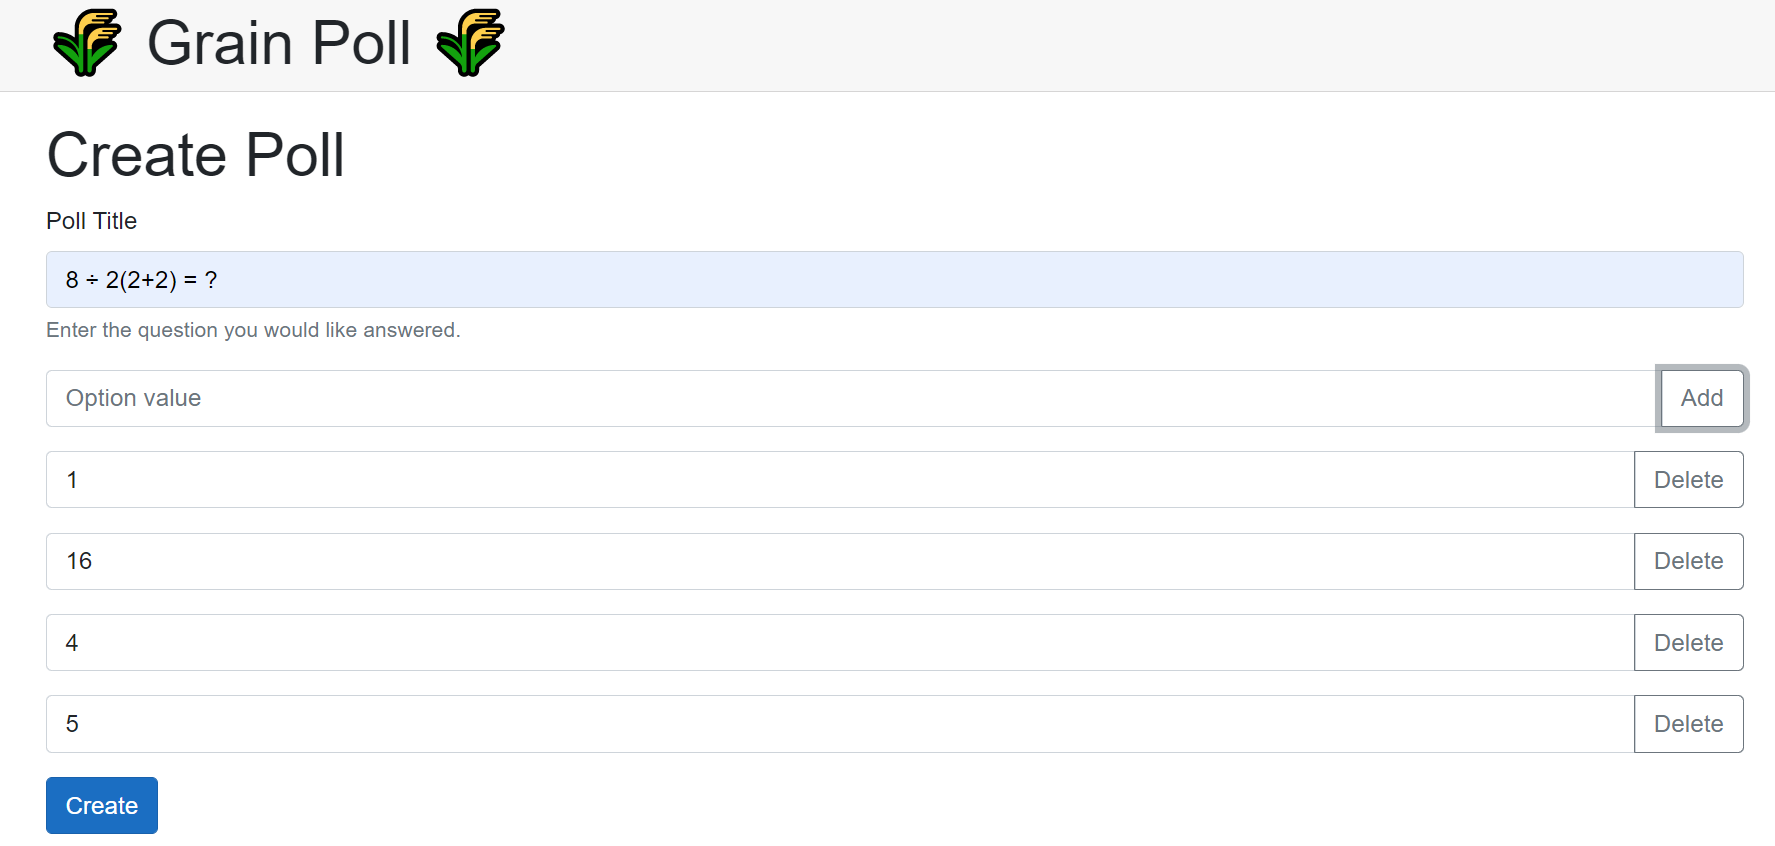 Grain Poll
Create Poll
Poll Title
8 ÷ 2(2+2) = ?
Enter the question you would like answered.
Option value Add
1 Delete
16 Delete
4 Delete
5 Delete
Create